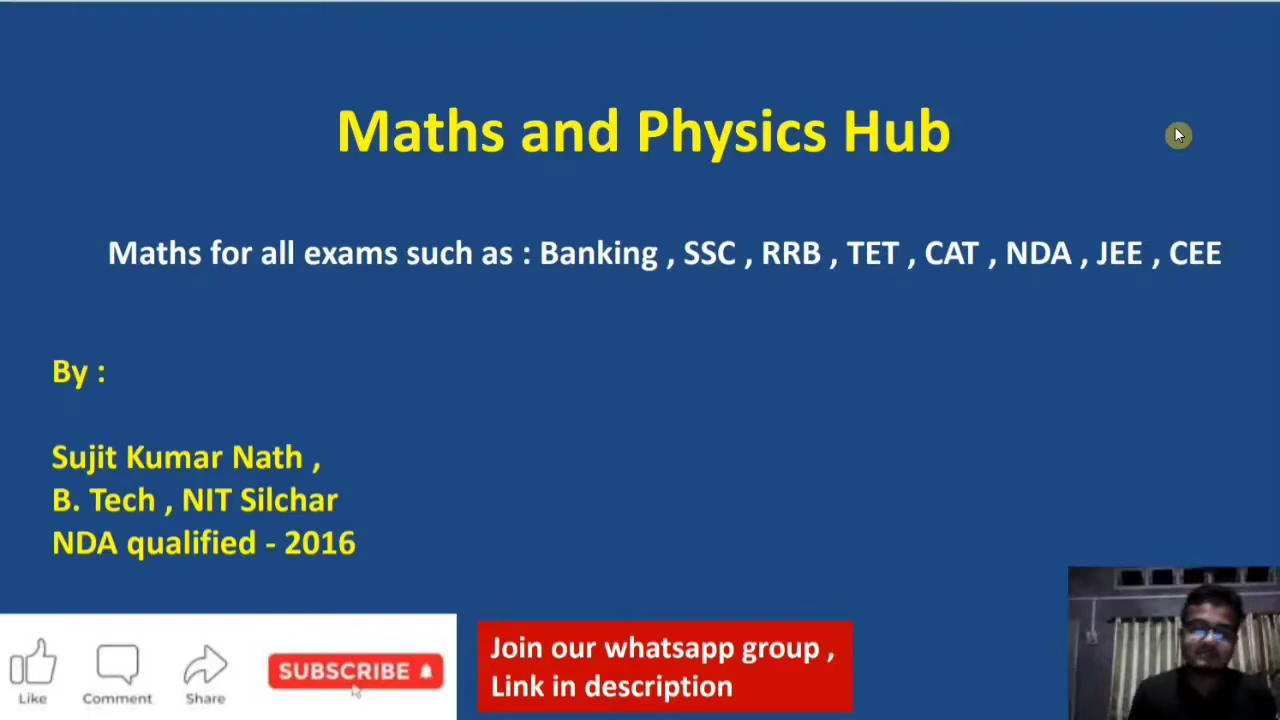 Maths and Physics Hub
Maths for all exams such as : Banking , SSC , RRB , TET , CAT , NDA , JEE , CEE
By :
Sujit Kumar Nath ,
B. Tech , NIT Silchar
NDA qualified - 2016
Like
Comment
Share
SUBSCRIBE
Join our whatsapp group ,
Link in description